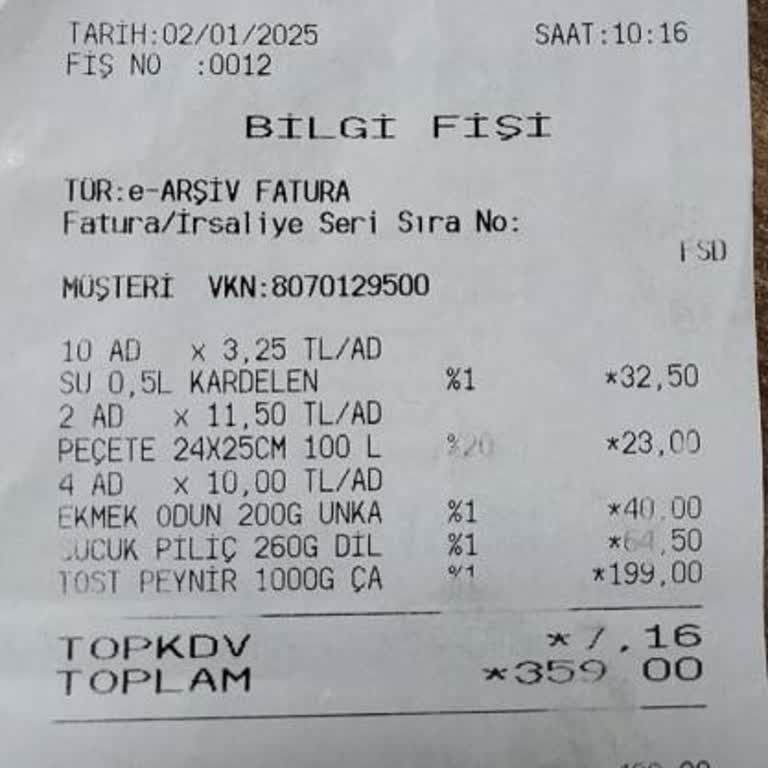 TARİH:02/01/2025 SAAT:10:16
FİŞ NO :0012
BİLGİ FİŞİ
TÜR:e-ARŞİV FATURA
Fatura/İrsaliye Seri Sıra No:
FSD
MÜŞTERİ VKN:8070129500
10 AD x 3,25 TL/AD
SU 0,5L KARDELEN %1 *32,50
2 AD x 11,50 TL/AD
PEÇETE 24X25CM 100 L %20 *23,00
4 AD x 10,00 TL/AD
EKMEK ODUN 200G UNKA %1 *40,00
SUCUK PİLİÇ 260G DİL %1 *64,50
TOST PEYNİR 1000G ÇA %1 *199,00
TOPKDV *7,16
TOPLAM *359,00